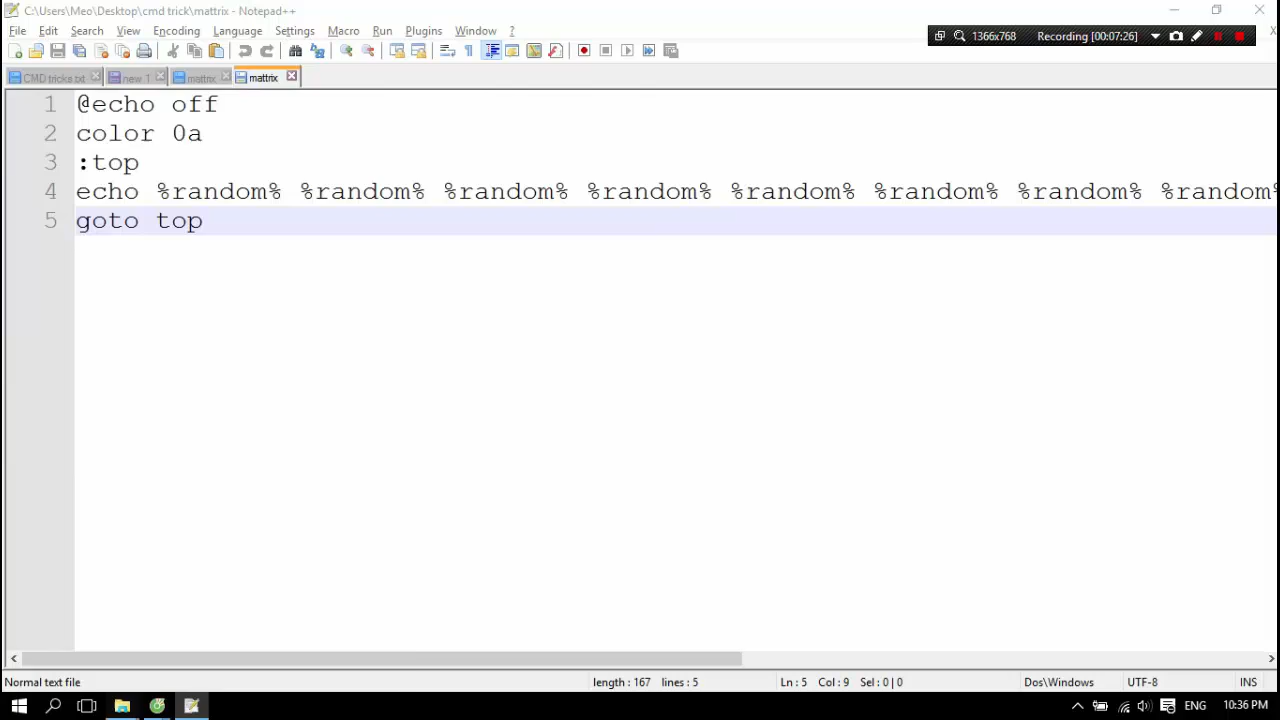 C:\Users\Meo\Desktop\cmd trick\mattrix - Notepad++
File Edit Search View Encoding Language Settings Macro Run Plugins Window ?
1366x768 Recording [00:07:26]
CMD tricks.txt new 1 mattrix mattrix
1 @echo off
2 color 0a
3 :top
4 echo %random% %random% %random% %random% %random% %random% %random% %random%
5 goto top
Normal text file length : 167 lines : 5 Ln : 5 Col : 9 Sel : 0 | 0 Dos\Windows UTF-8 INS
ENG 10:36 PM